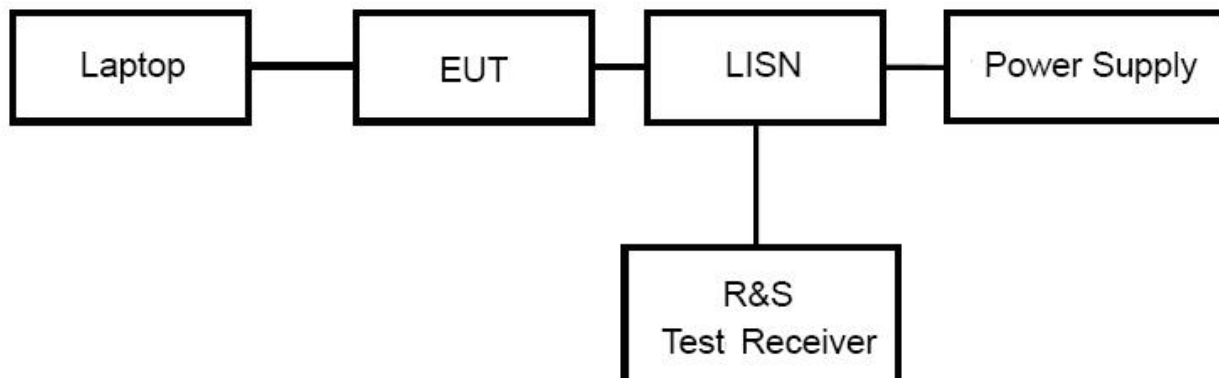 Laptop
EUT
LISN
Power Supply
R&S
Test Receiver